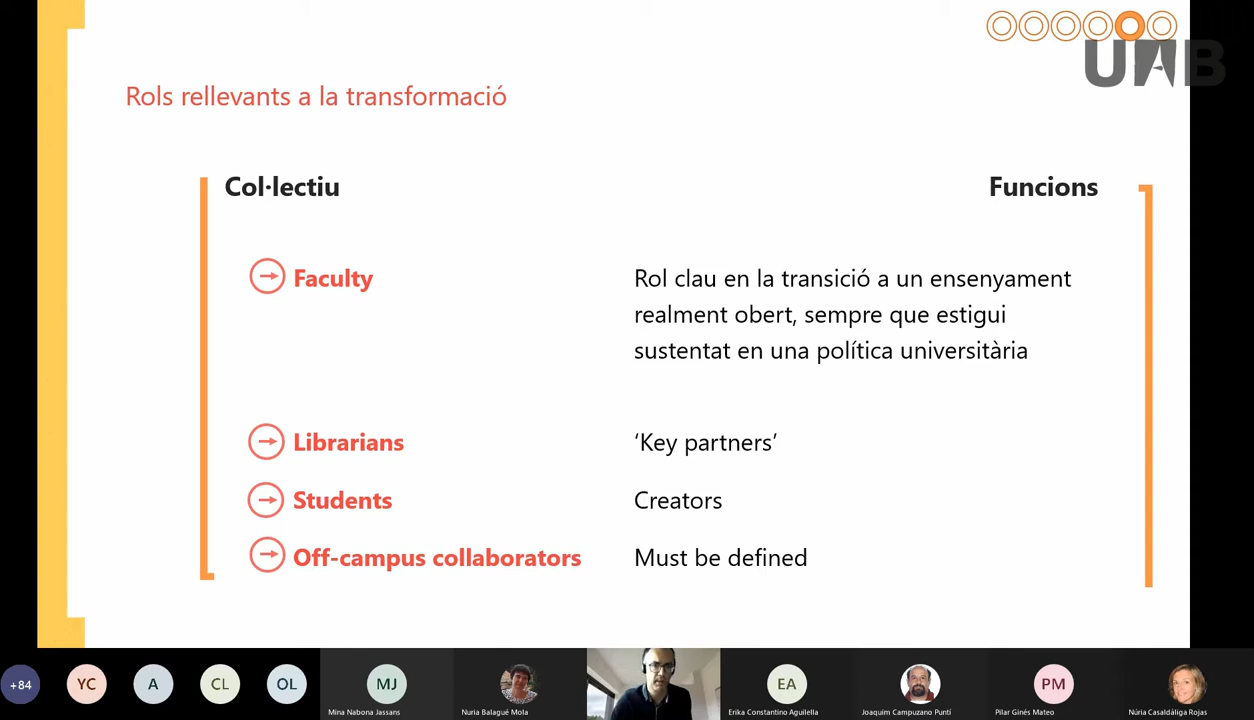 UAB
Rols rellevants a la transformació
Col·lectiu
Funcions
Faculty
Rol clau en la transició a un ensenyament
realment obert, sempre que estigui
sustentat en una política universitària
Librarians
‘Key partners’
Students
Creators
Off-campus collaborators
Must be defined
+84
YC
A
CL
OL
MJ
EA
PM
Mina Nabona Jassans
Nuria Balagué Mola
Erika Constantino Aguilella
Joaquim Campuzano Puntí
Pilar Ginés Mateo
Núria Casaldàliga Rojas